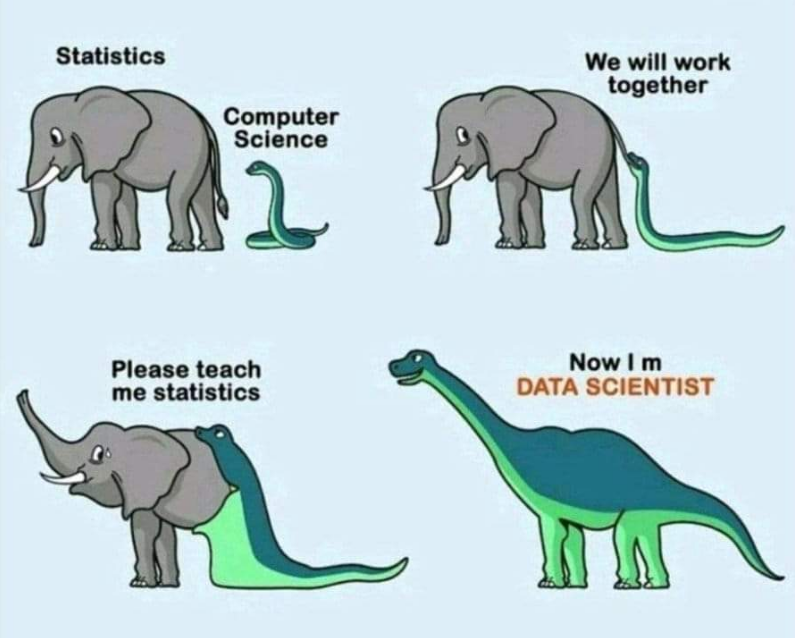 Statistics
Computer
Science
We will work
together
Please teach
me statistics
Now I m
DATA SCIENTIST